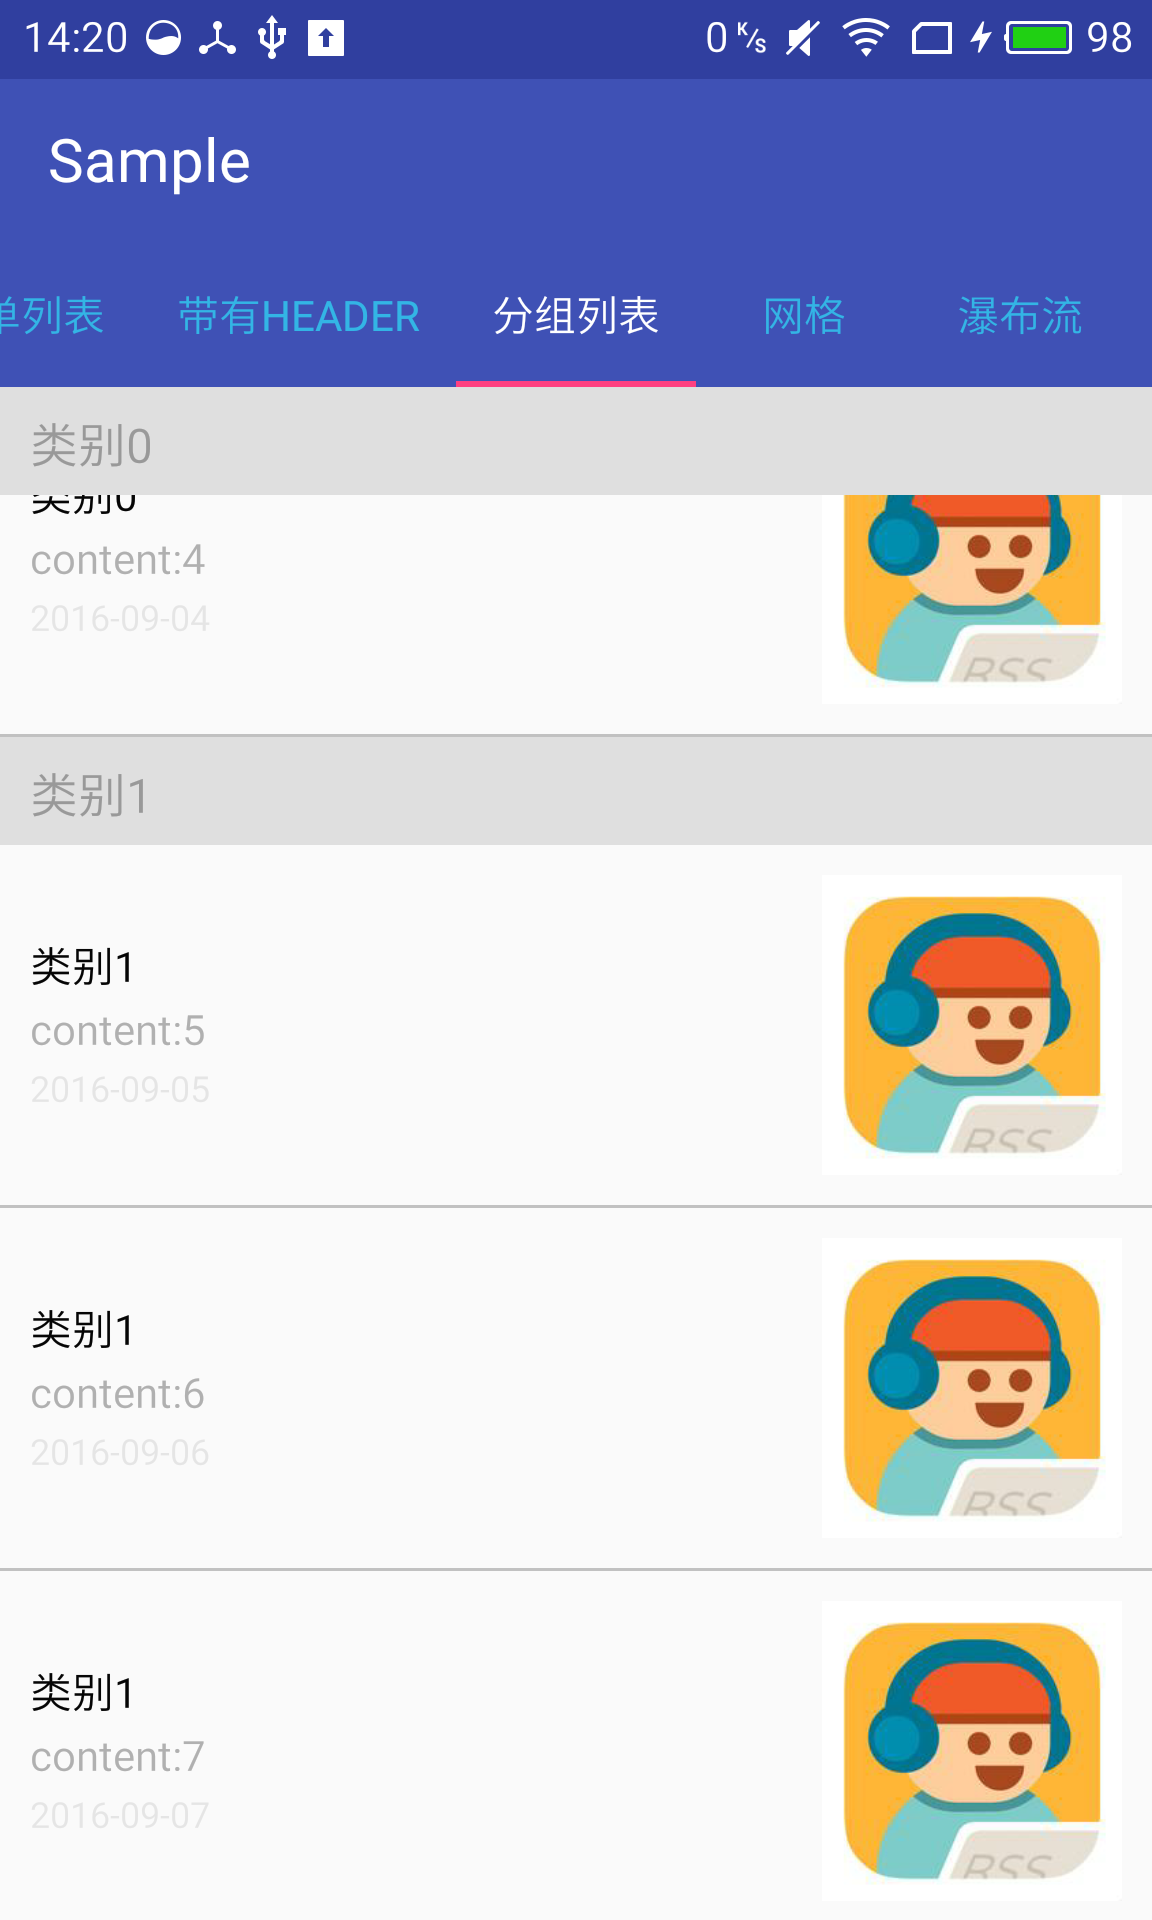 14:20 0 K/s 98
Sample
单列表 带有HEADER 分组列表 网格 瀑布流
类别0
类别0
content:4
2016-09-04
RSS
类别1
类别1
content:5
2016-09-05
RSS
类别1
content:6
2016-09-06
RSS
类别1
content:7
2016-09-07
RSS